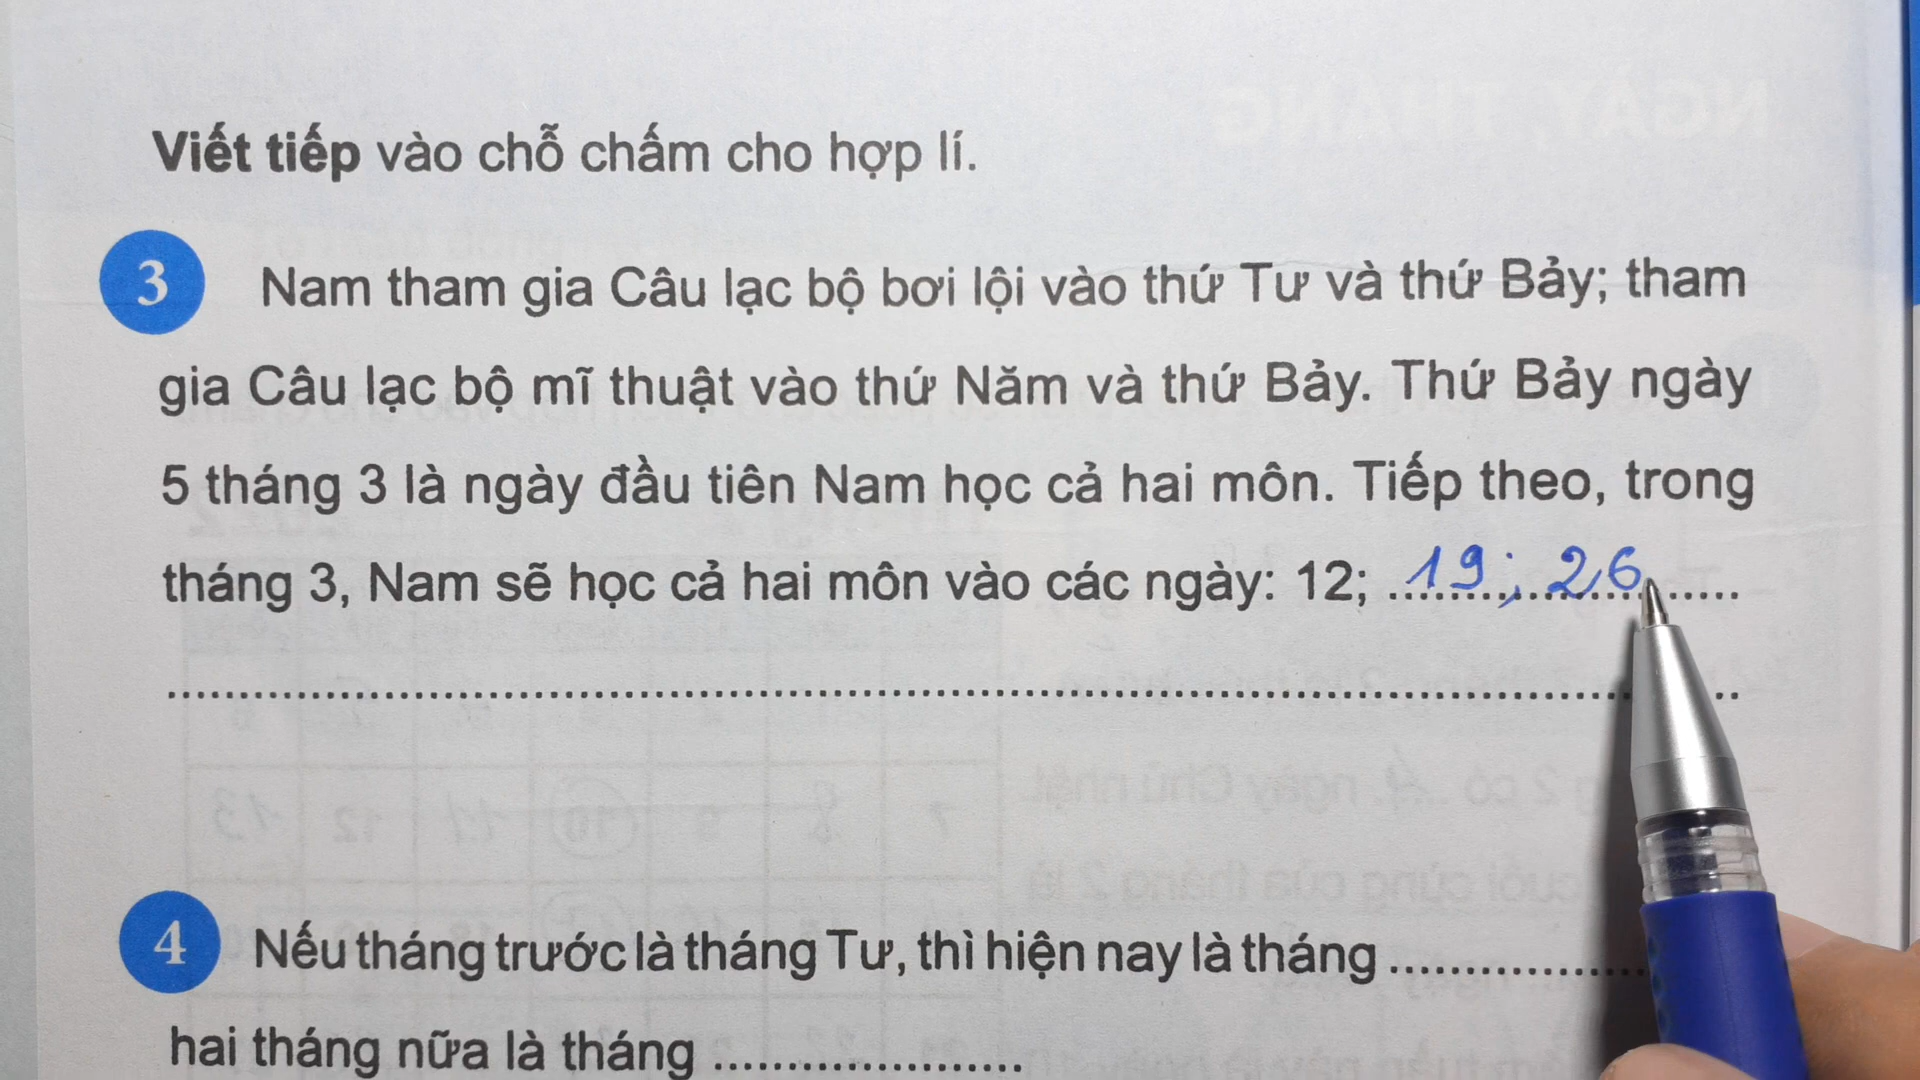 Viết tiếp vào chỗ chấm cho hợp lí.
3 Nam tham gia Câu lạc bộ bơi lội vào thứ Tư và thứ Bảy; tham
gia Câu lạc bộ mĩ thuật vào thứ Năm và thứ Bảy. Thứ Bảy ngày
5 tháng 3 là ngày đầu tiên Nam học cả hai môn. Tiếp theo, trong
tháng 3, Nam sẽ học cả hai môn vào các ngày: 12; 19; 26
4 Nếu tháng trước là tháng Tư, thì hiện nay là tháng ..................
hai tháng nữa là tháng ......................